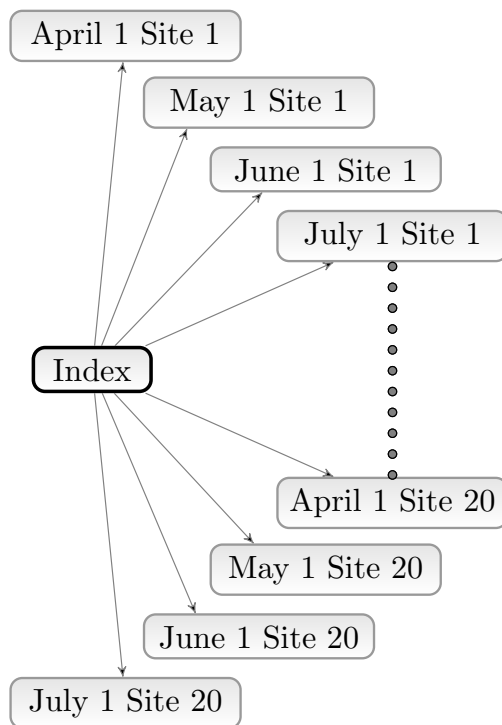 April 1 Site 1
May 1 Site 1
June 1 Site 1
July 1 Site 1
Index
April 1 Site 20
May 1 Site 20
June 1 Site 20
July 1 Site 20